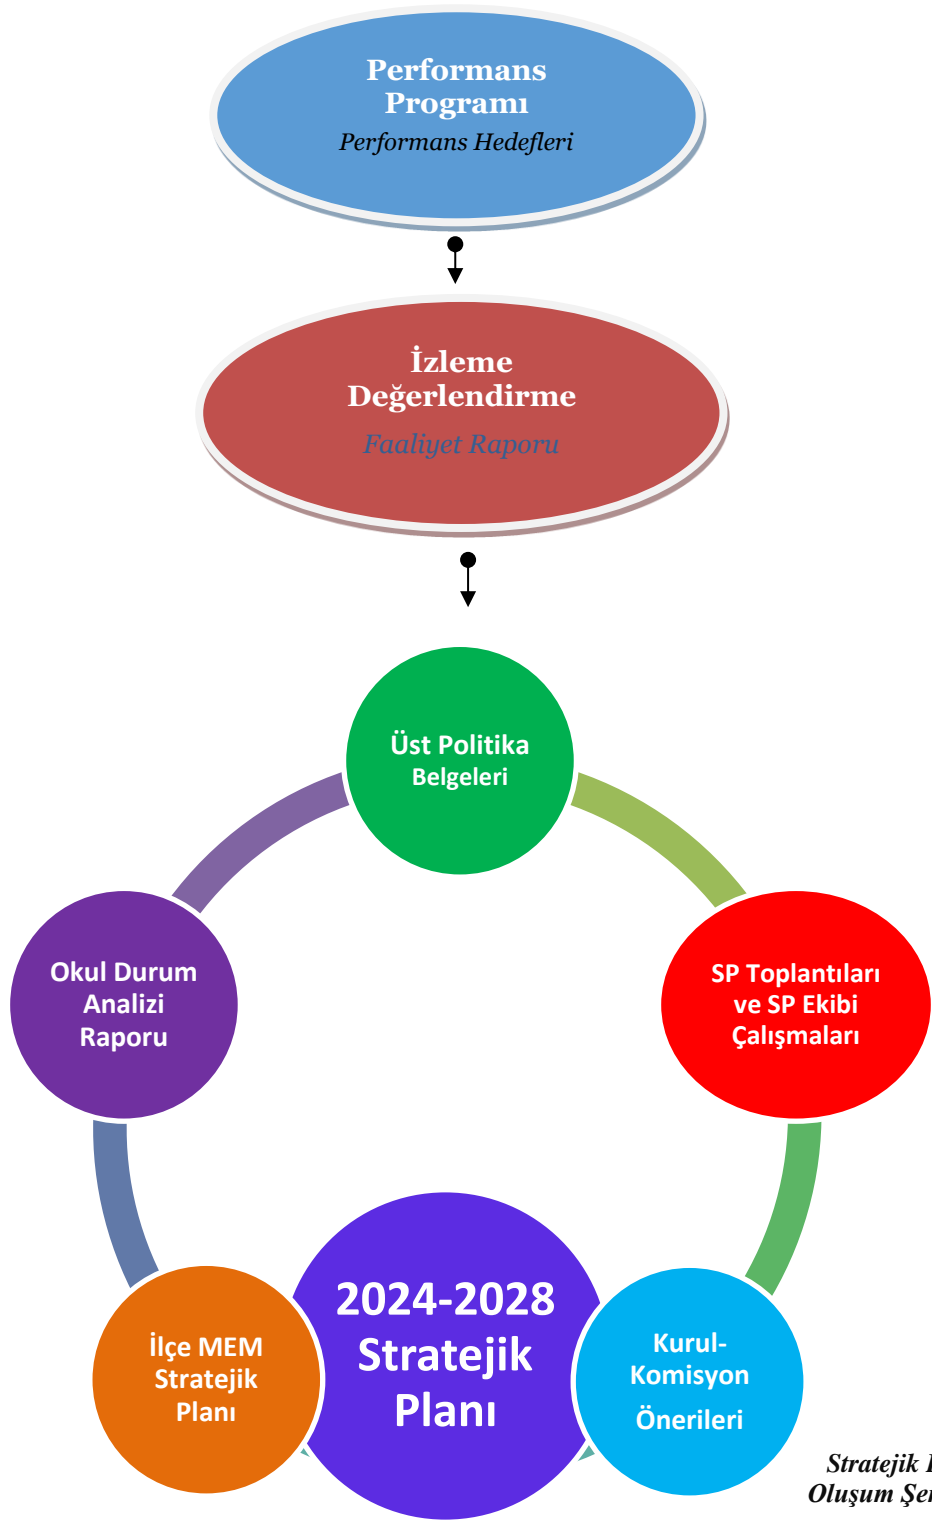 Performans
Programı
Performans Hedefleri
İzleme
Değerlendirme
Faaliyet Raporu
Üst Politika
Belgeleri
Okul Durum
Analizi
Raporu
SP Toplantıları
ve SP Ekibi
Çalışmaları
İlçe MEM
Stratejik
Planı
2024-2028
Stratejik
Planı
Kurul-
Komisyon
Önerileri
Stratejik
Oluşum